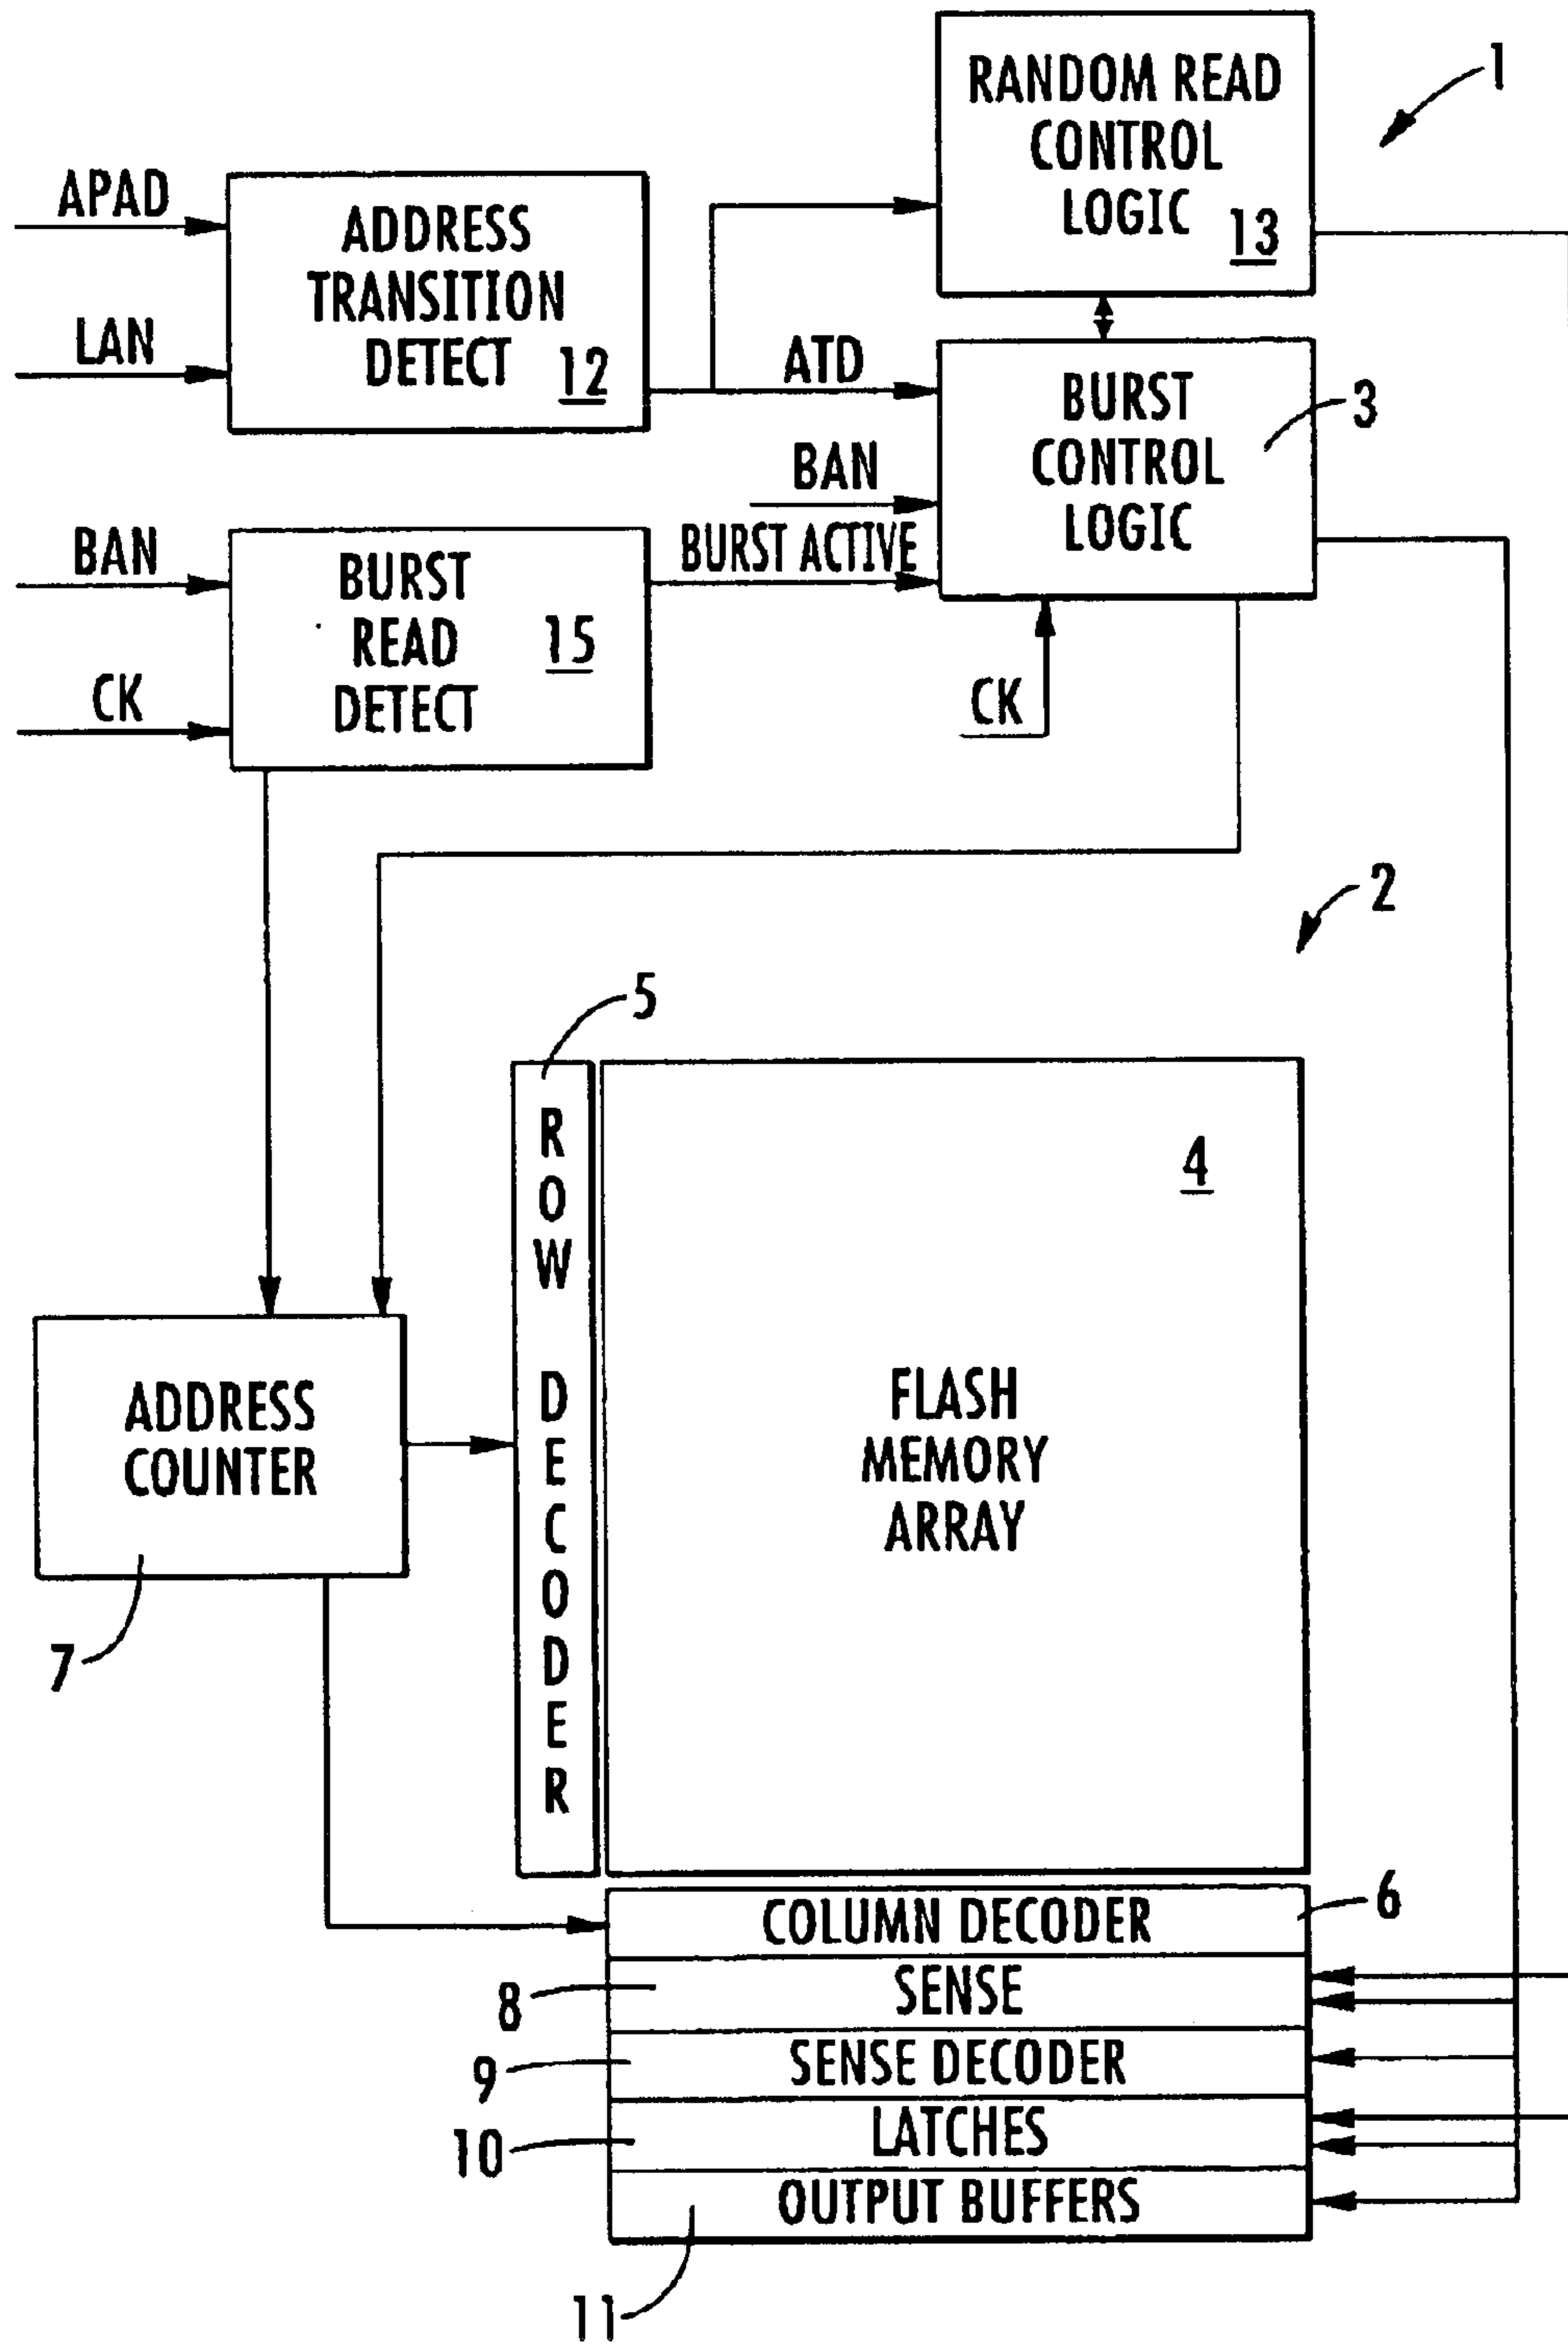 RANDOM READ
CONTROL
LOGIC 13
1
APAD
ADDRESS
TRANSITION
DETECT 12
LAN
ATD
BURST
CONTROL
LOGIC
3
BAN
BURST ACTIVE
BAN
BURST
READ
DETECT
15
CK
CK
2
5
ROW DECODER
4
FLASH
MEMORY
ARRAY
ADDRESS
COUNTER
7
COLUMN DECODER
6
8
SENSE
9
SENSE DECODER
10
LATCHES
OUTPUT BUFFERS
11